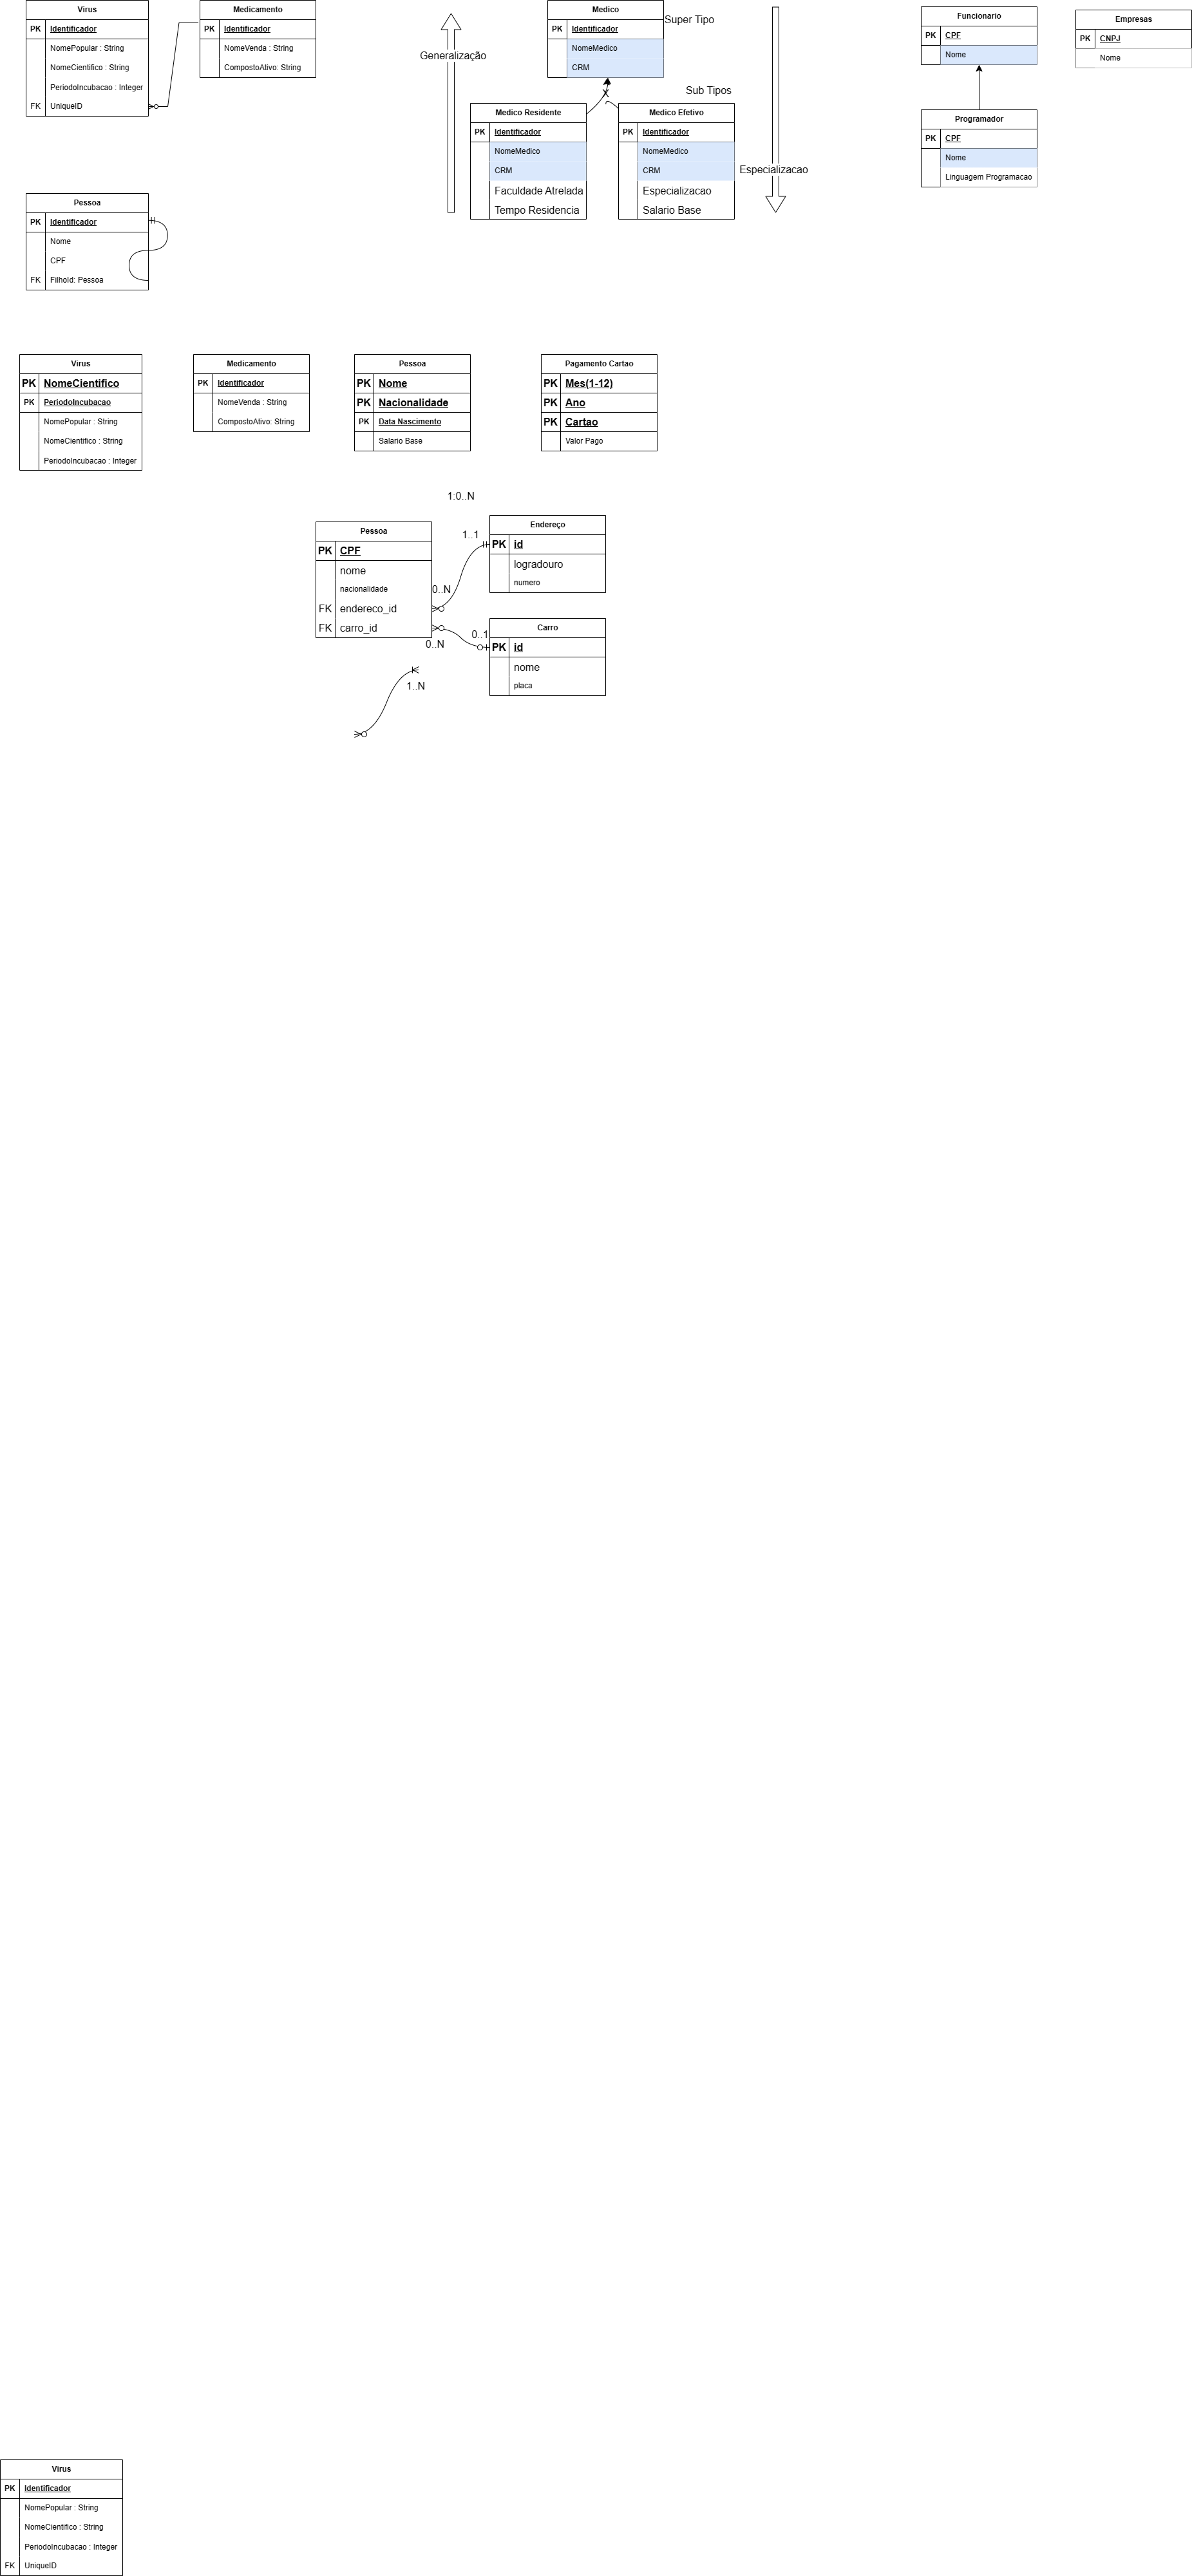 Virus
PK Identificador
NomePopular : String
NomeCientifico : String
PeriodoIncubacao : Integer
FK UniqueID
Medicamento
PK Identificador
NomeVenda : String
CompostoAtivo: String
Generalização
Medico
PK Identificador
NomeMedico
CRM
Super Tipo
Sub Tipos
X
Medico Residente
PK Identificador
NomeMedico
CRM
Faculdade Atrelada
Tempo Residencia
Medico Efetivo
PK Identificador
NomeMedico
CRM
Especializacao
Salario Base
Especializacao
Funcionario
PK CPF
Nome
Programador
PK CPF
Nome
Linguagem Programacao
Empresas
PK CNPJ
Nome
Pessoa
PK Identificador
Nome
CPF
FK FilhoId: Pessoa
Virus
PK NomeCientifico
PK PeriodoIncubacao
NomePopular : String
NomeCientifico : String
PeriodoIncubacao : Integer
Medicamento
PK Identificador
NomeVenda : String
CompostoAtivo: String
Pessoa
PK Nome
PK Nacionalidade
PK Data Nascimento
Salario Base
Pagamento Cartao
PK Mes(1-12)
PK Ano
PK Cartao
Valor Pago
1:0..N
Pessoa
PK CPF
nome
nacionalidade
FK endereco_id
FK carro_id
1..1
0..N
0..1
0..N
1..N
Endereço
PK id
logradouro
numero
Carro
PK id
nome
placa
Virus
PK Identificador
NomePopular : String
NomeCientifico : String
PeriodoIncubacao : Integer
FK UniqueID